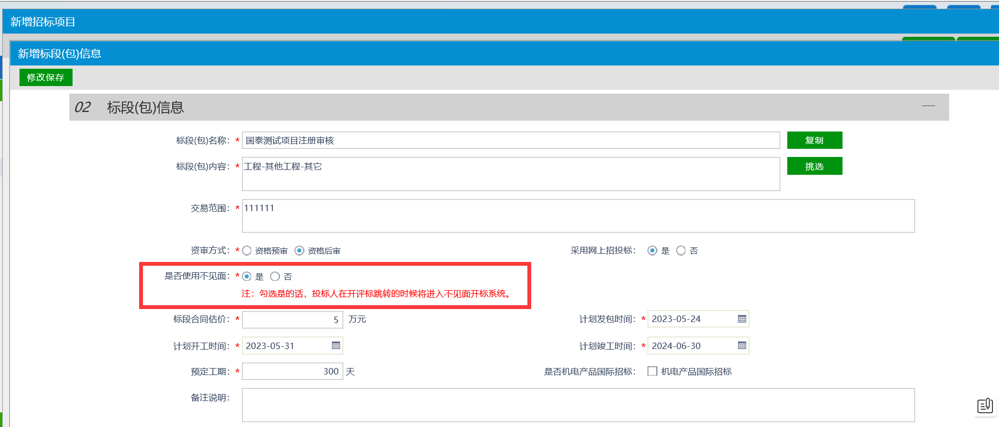 新增招标项目
新增标段(包)信息
修改保存
02 标段(包)信息
标段(包)名称：* 国泰测试项目注册审核 复制
标段(包)内容：* 工程-其他工程-其它 挑选
交易范围：* 111111
资审方式：* 资格预审 资格后审 采用网上招投标： 是 否
是否使用不见面：* 是 否
注：勾选是的话，投标人在开评标跳转的时候将进入不见面开标系统。
标段合同估价：* 5 万元 计划发包时间：* 2023-05-24
计划开工时间：* 2023-05-31 计划竣工时间：* 2024-06-30
预定工期：* 300 天 是否机电产品国际招标： 机电产品国际招标
备注说明：